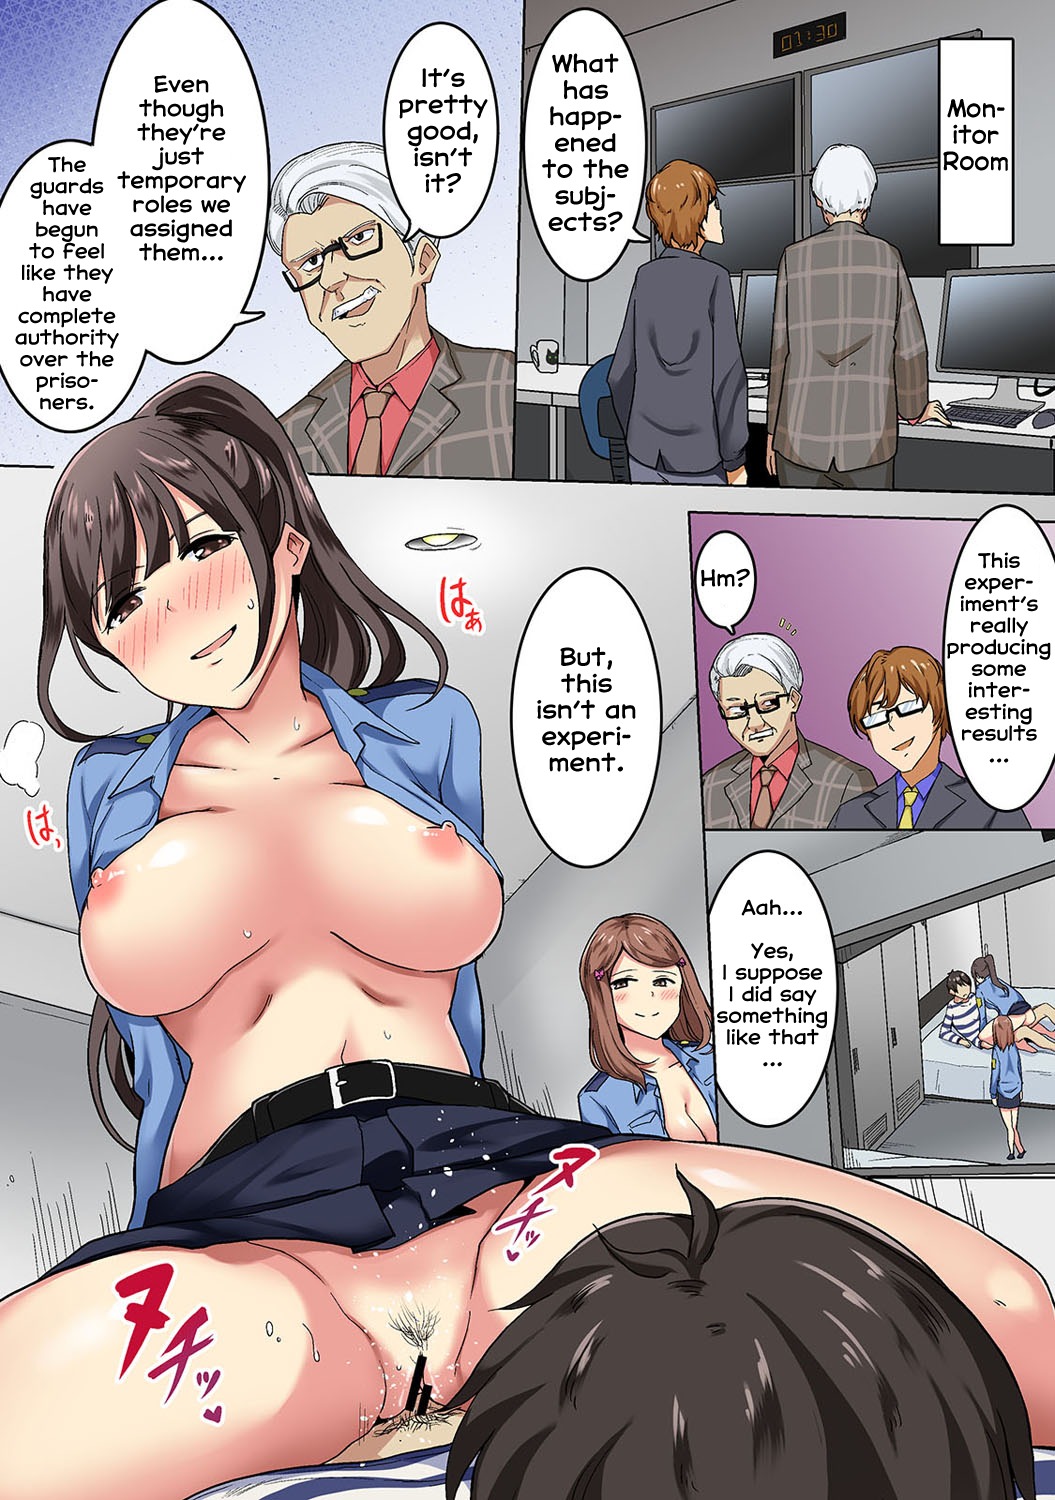 Mon-
itor
Room
01:30
What
has
happ-
ened
to the
subj-
ects?
It's
pretty
good,
isn't
it?
Even
though
they're
just
temporary
roles we
assigned
them...
The
guards
have
begun
to feel
like they
have
complete
authority
over the
priso-
ners.
This
exper-
iment's
really
producing
some
inter-
esting
results
...
Hm?
But,
this
isn't an
experi-
ment.
はぁ
はっ
Aah...
Yes,
I suppose
I did say
something
like that
...
ヌ
チッ♥
ヌ
チッ♥